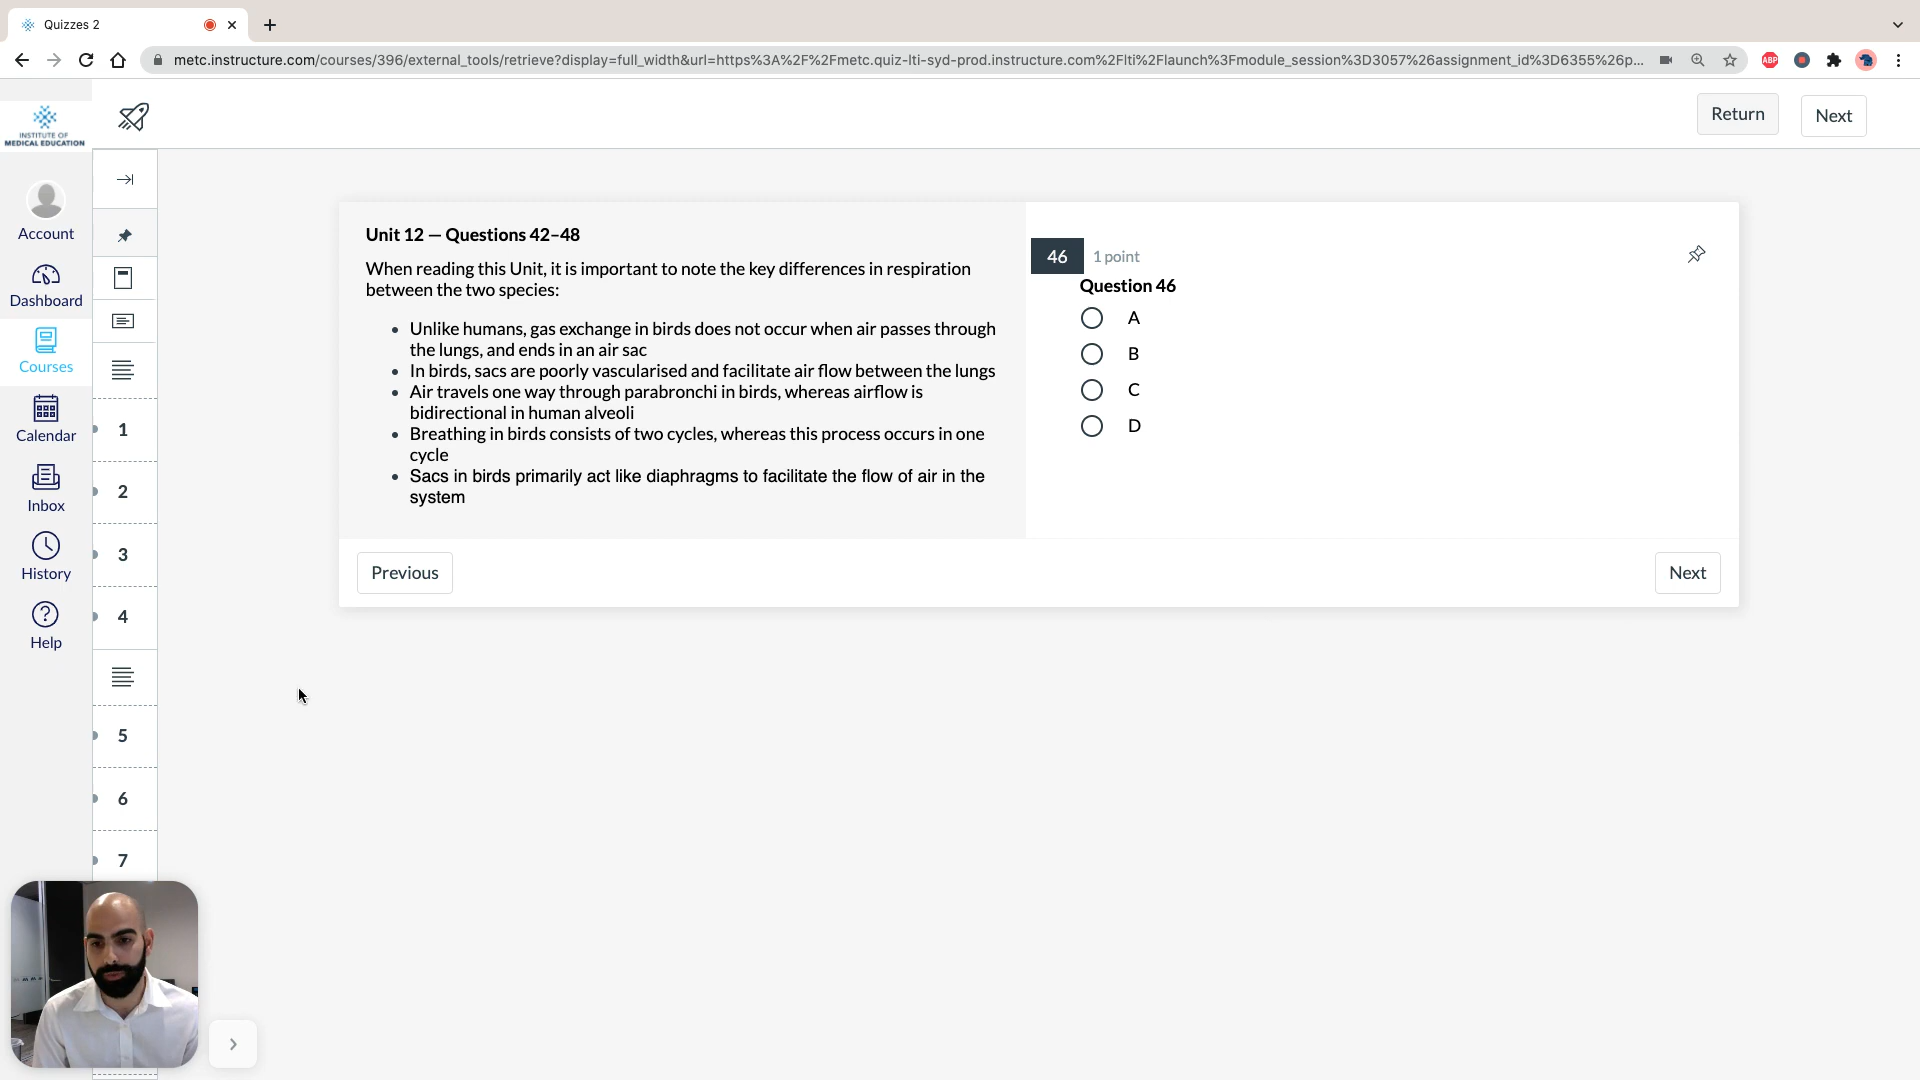 Quizzes 2
metc.instructure.com/courses/396/external_tools/retrieve?display=full_width&url=https%3A%2F%2Fmetc.quiz-lti-syd-prod.instructure.com%2Flti%2Flaunch%3Fmodule_session%3D3057%26assignment_id%3D6355%26p...
ABP
INSTITUTE OF
MEDICAL EDUCATION
Return
Next
Account
Dashboard
Courses
Calendar
Inbox
History
Help
1
2
3
4
5
6
7
Unit 12 — Questions 42–48
When reading this Unit, it is important to note the key differences in respiration
between the two species:
• Unlike humans, gas exchange in birds does not occur when air passes through
the lungs, and ends in an air sac
• In birds, sacs are poorly vascularised and facilitate air flow between the lungs
• Air travels one way through parabronchi in birds, whereas airflow is
bidirectional in human alveoli
• Breathing in birds consists of two cycles, whereas this process occurs in one
cycle
• Sacs in birds primarily act like diaphragms to facilitate the flow of air in the
system
46
1 point
Question 46
A
B
C
D
Previous
Next